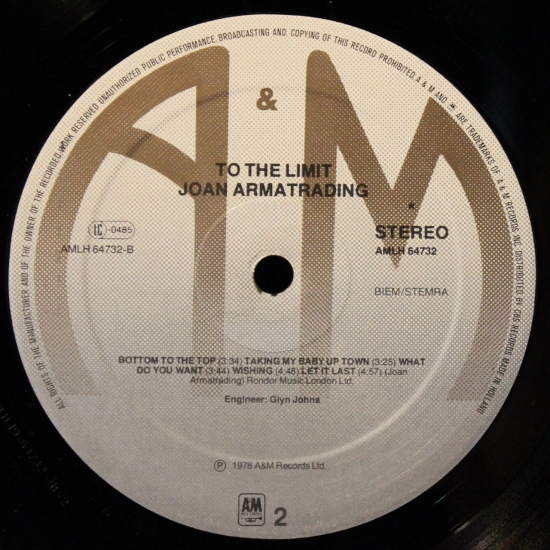 ALL RIGHTS OF THE MANUFACTURER AND OF THE OWNER OF THE RECORDED WORK RESERVED. UNAUTHORIZED PUBLIC PERFORMANCE, BROADCASTING AND COPYING OF THIS RECORD PROHIBITED. A & M AND ARE TRADEMARKS OF A & M RECORDS INC. DISTRIBUTED BY CBS RECORDS MADE IN HOLLAND
A & M
TO THE LIMIT
JOAN ARMATRADING
LC-0485
AMLH 64732-B
*
STEREO
AMLH 64732
BIEM/STEMRA
BOTTOM TO THE TOP (3:34) TAKING MY BABY UP TOWN (3:25) WHAT
DO YOU WANT (3:44) WISHING (4:48) LET IT LAST (4:57) (Joan
Armatrading) Rondor Music London Ltd.
Engineer: Glyn Johns
Ⓟ 1978 A&M Records Ltd.
A&M
RECORDS
2